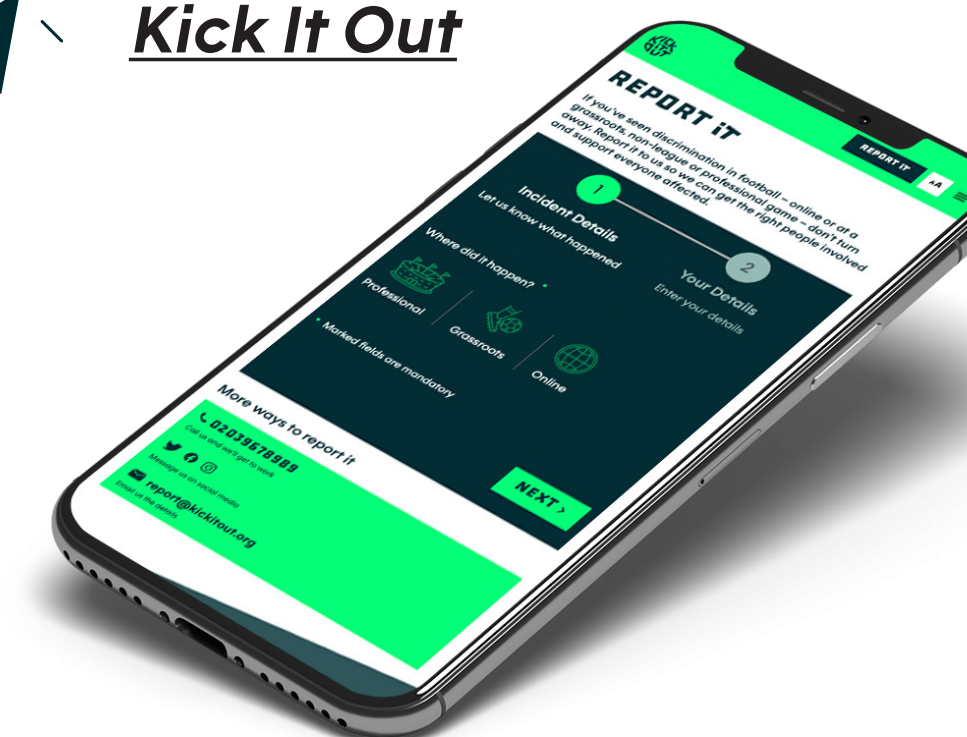 Kick It Out
KICK
IT
OUT
REPORT iT
REPORT iT
AA
If you've seen discrimination in football – online or at a
grassroots, non-league or professional game – don't turn
away. Report it to us so we can get the right people involved
and support everyone affected.
1
Incident Details
Let us know what happened
2
Your Details
Enter your details
Where did it happen? •
Professional
Grassroots
Online
• Marked fields are mandatory
NEXT >
More ways to report it
02039678989
Call us and we'll get to work
Message us on social media
report@kickitout.org
Email us the details